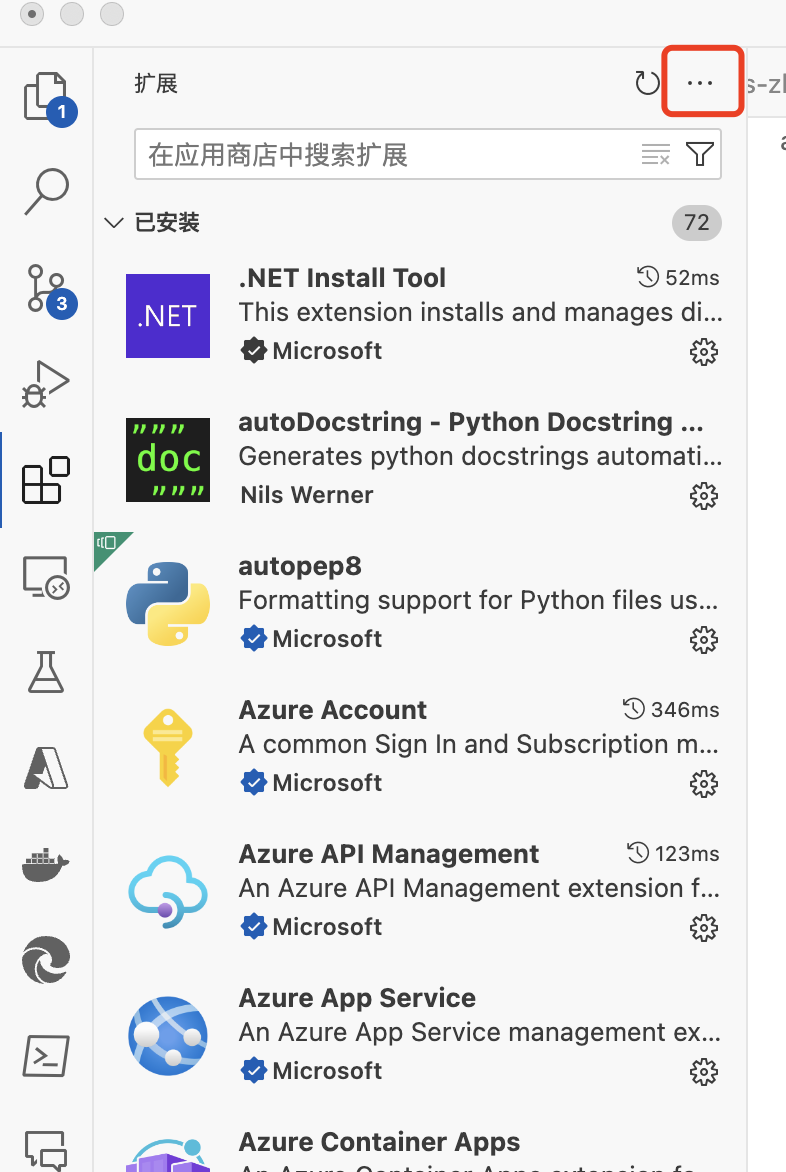 扩展
s-zl
1
在应用商店中搜索扩展
已安装
72
.NET
.NET Install Tool
52ms
This extension installs and manages di...
Microsoft
3
"""
doc
"""
autoDocstring - Python Docstring ...
Generates python docstrings automati...
Nils Werner
autopep8
Formatting support for Python files us...
Microsoft
Azure Account
346ms
A common Sign In and Subscription m...
Microsoft
Azure API Management
123ms
An Azure API Management extension f...
Microsoft
Azure App Service
An Azure App Service management ex...
Microsoft
Azure Container Apps